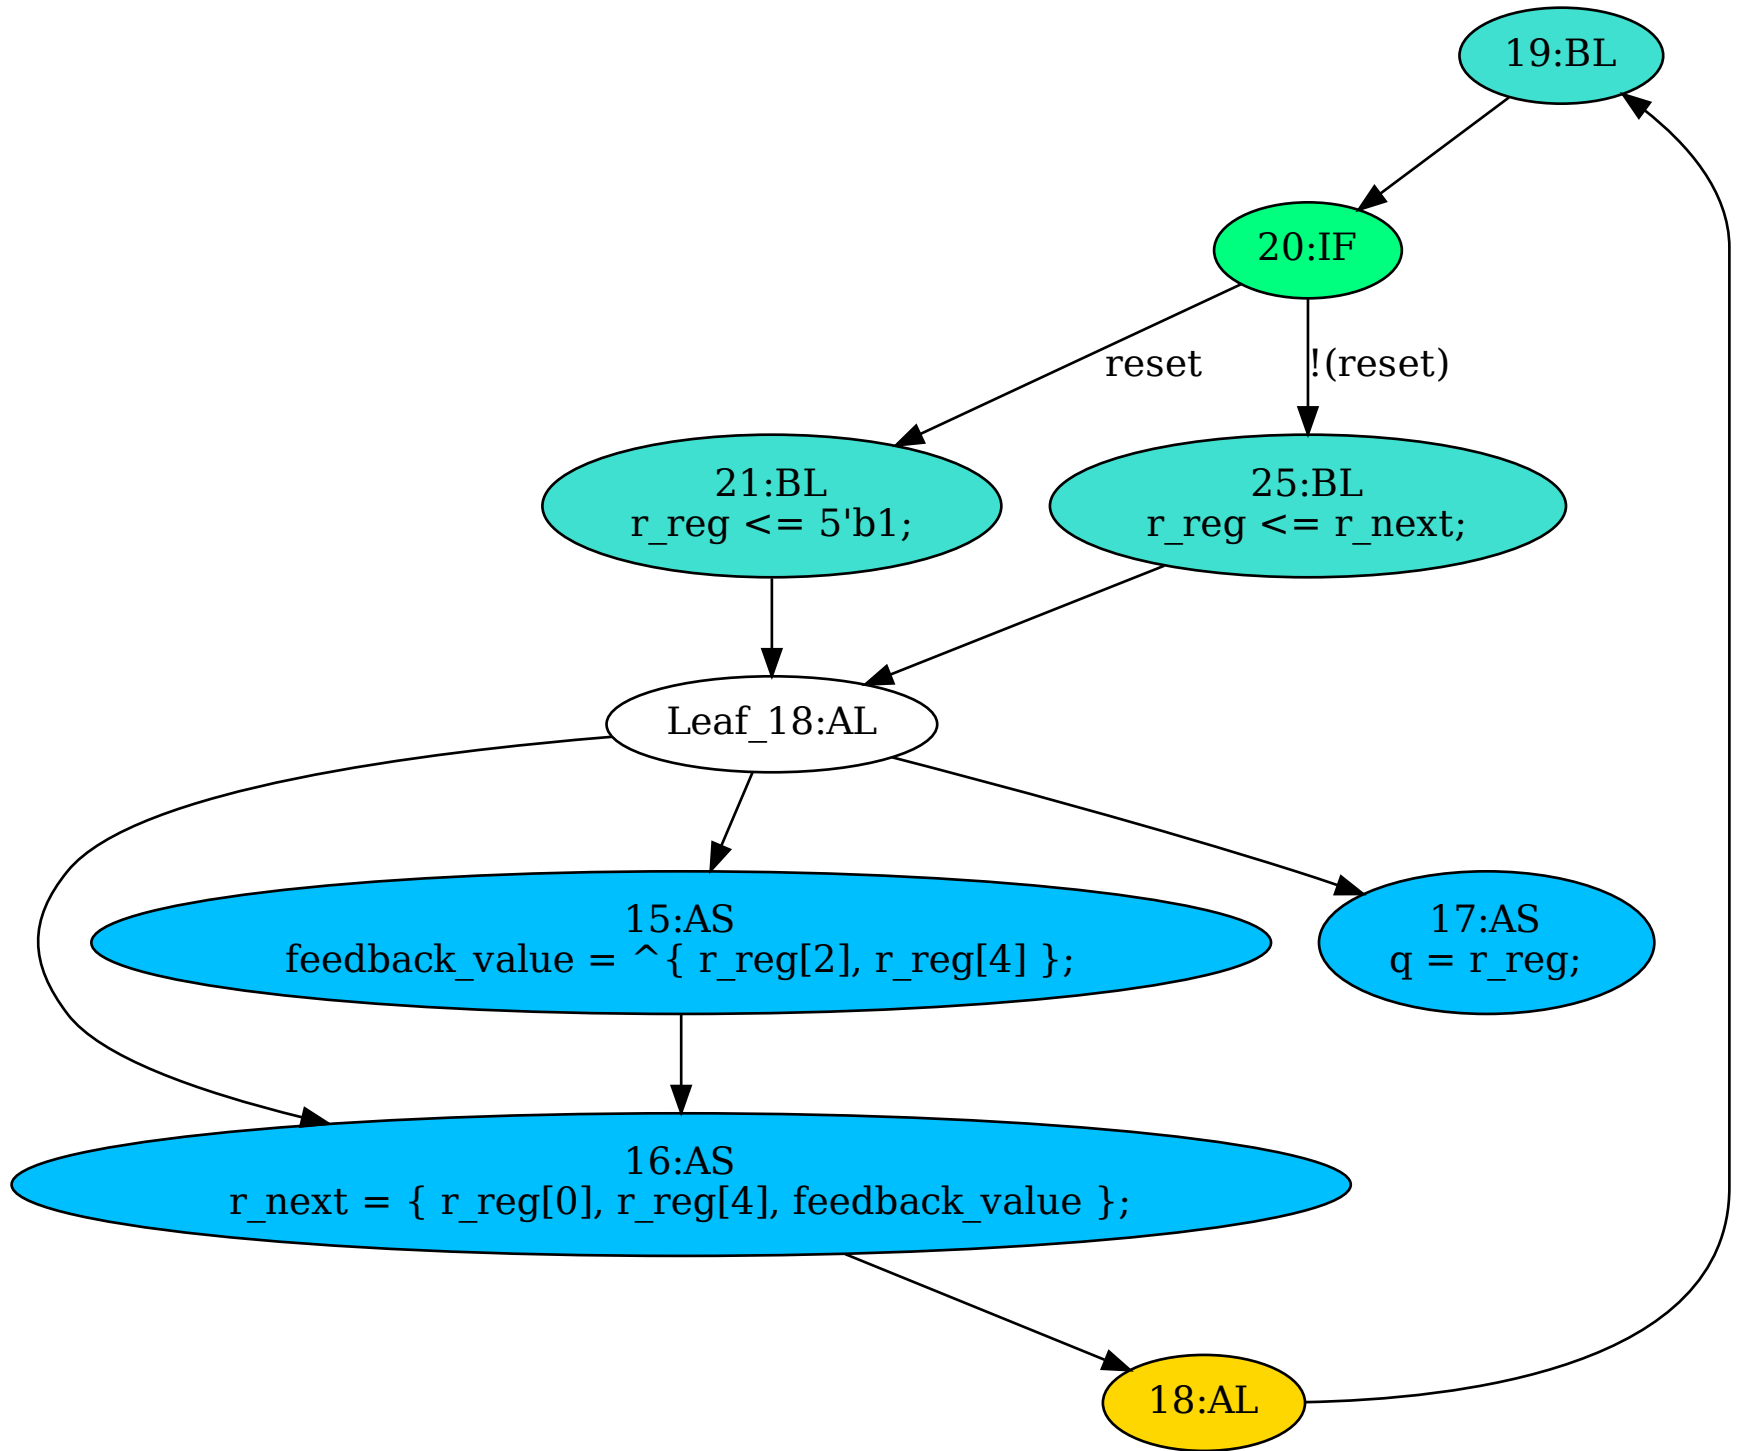 19:BL
20:IF
reset
!(reset)
21:BL
r_reg <= 5'b1;
25:BL
r_reg <= r_next;
Leaf_18:AL
15:AS
feedback_value = ^{ r_reg[2], r_reg[4] };
17:AS
q = r_reg;
16:AS
r_next = { r_reg[0], r_reg[4], feedback_value };
18:AL